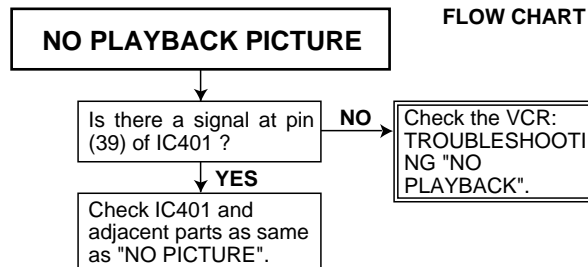 FLOW CHART
NO PLAYBACK PICTURE
Is there a signal at pin
(39) of IC401 ?
NO
Check the VCR:
TROUBLESHOOTI
NG "NO
PLAYBACK".
YES
Check IC401 and
adjacent parts as same
as "NO PICTURE".